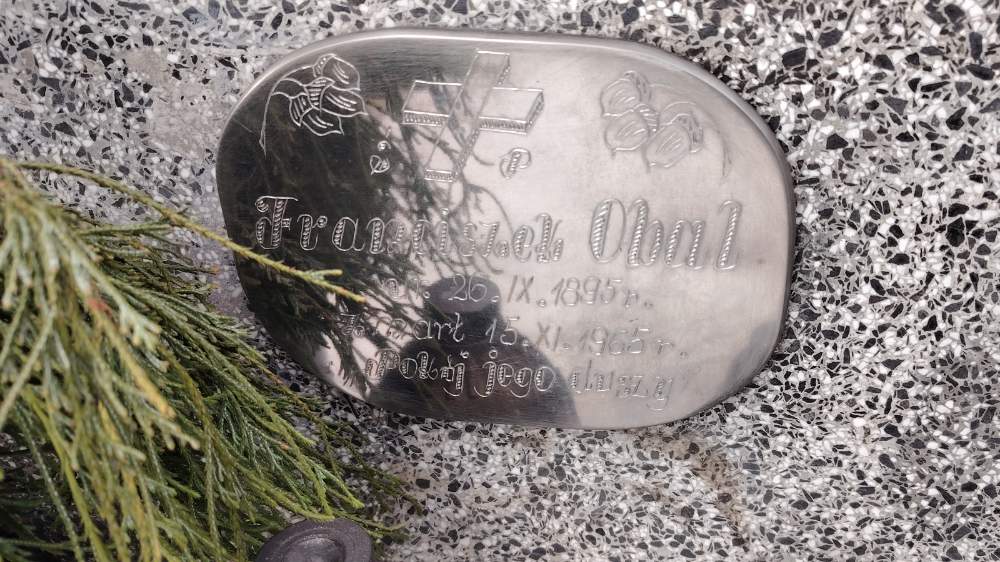 Ś P
Franciszek Obal
ur. 26.IX.1895 r.
Zmarł 15.XI.1965 r.
Pokój jego duszy